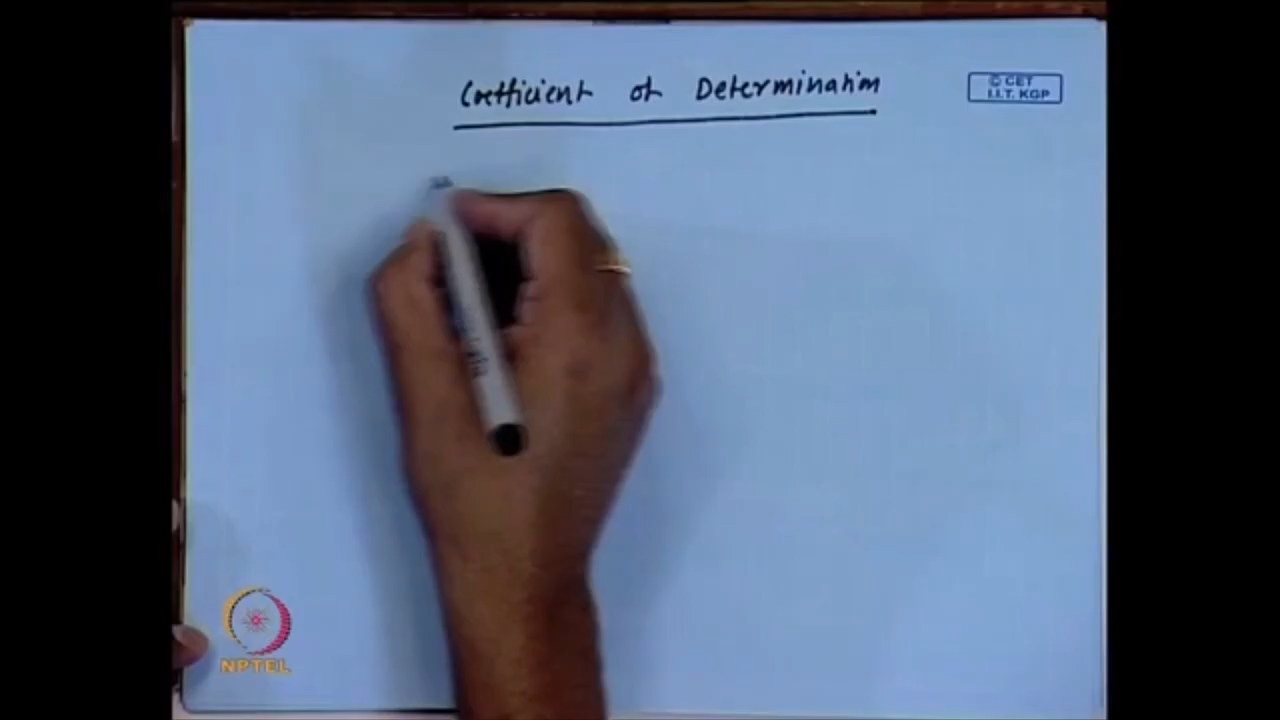 Coefficient of Determination
© CET
I.I.T. KGP
NPTEL